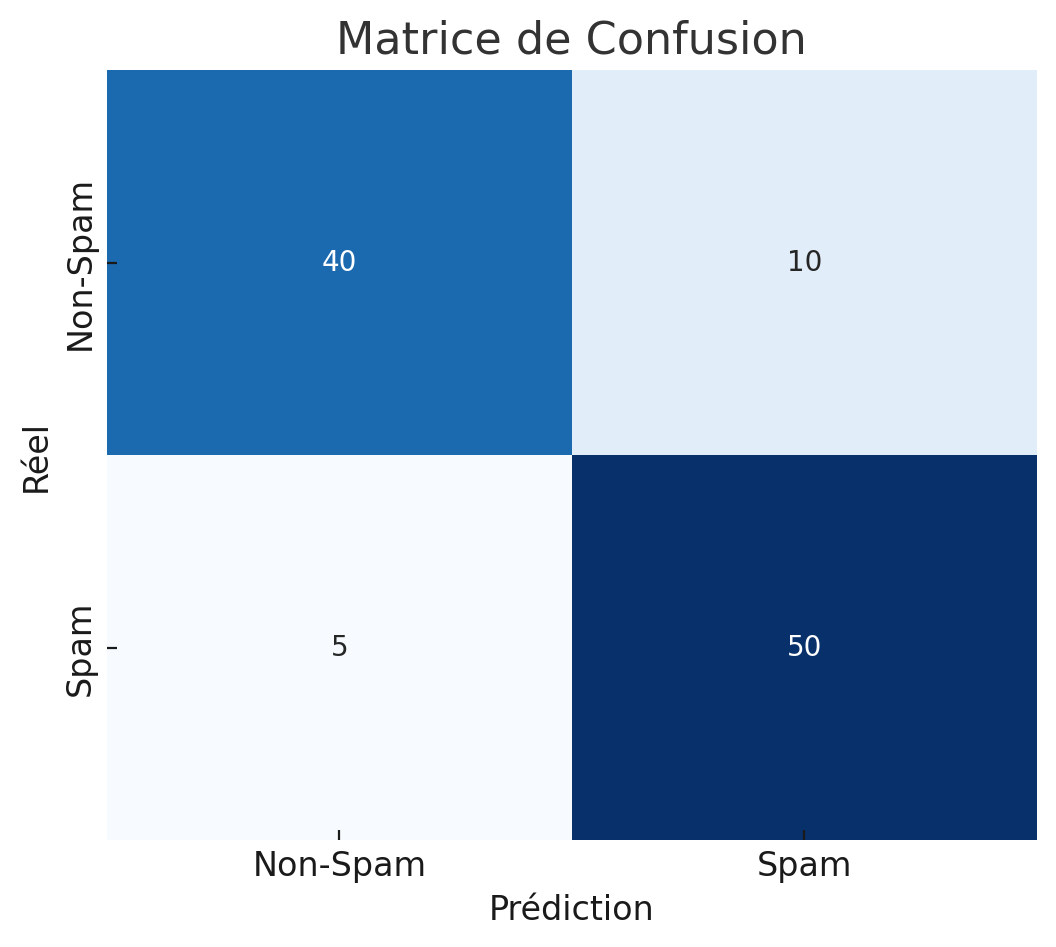 Matrice de Confusion
Réel
Non-Spam
40
10
Spam
5
50
Non-Spam
Spam
Prédiction